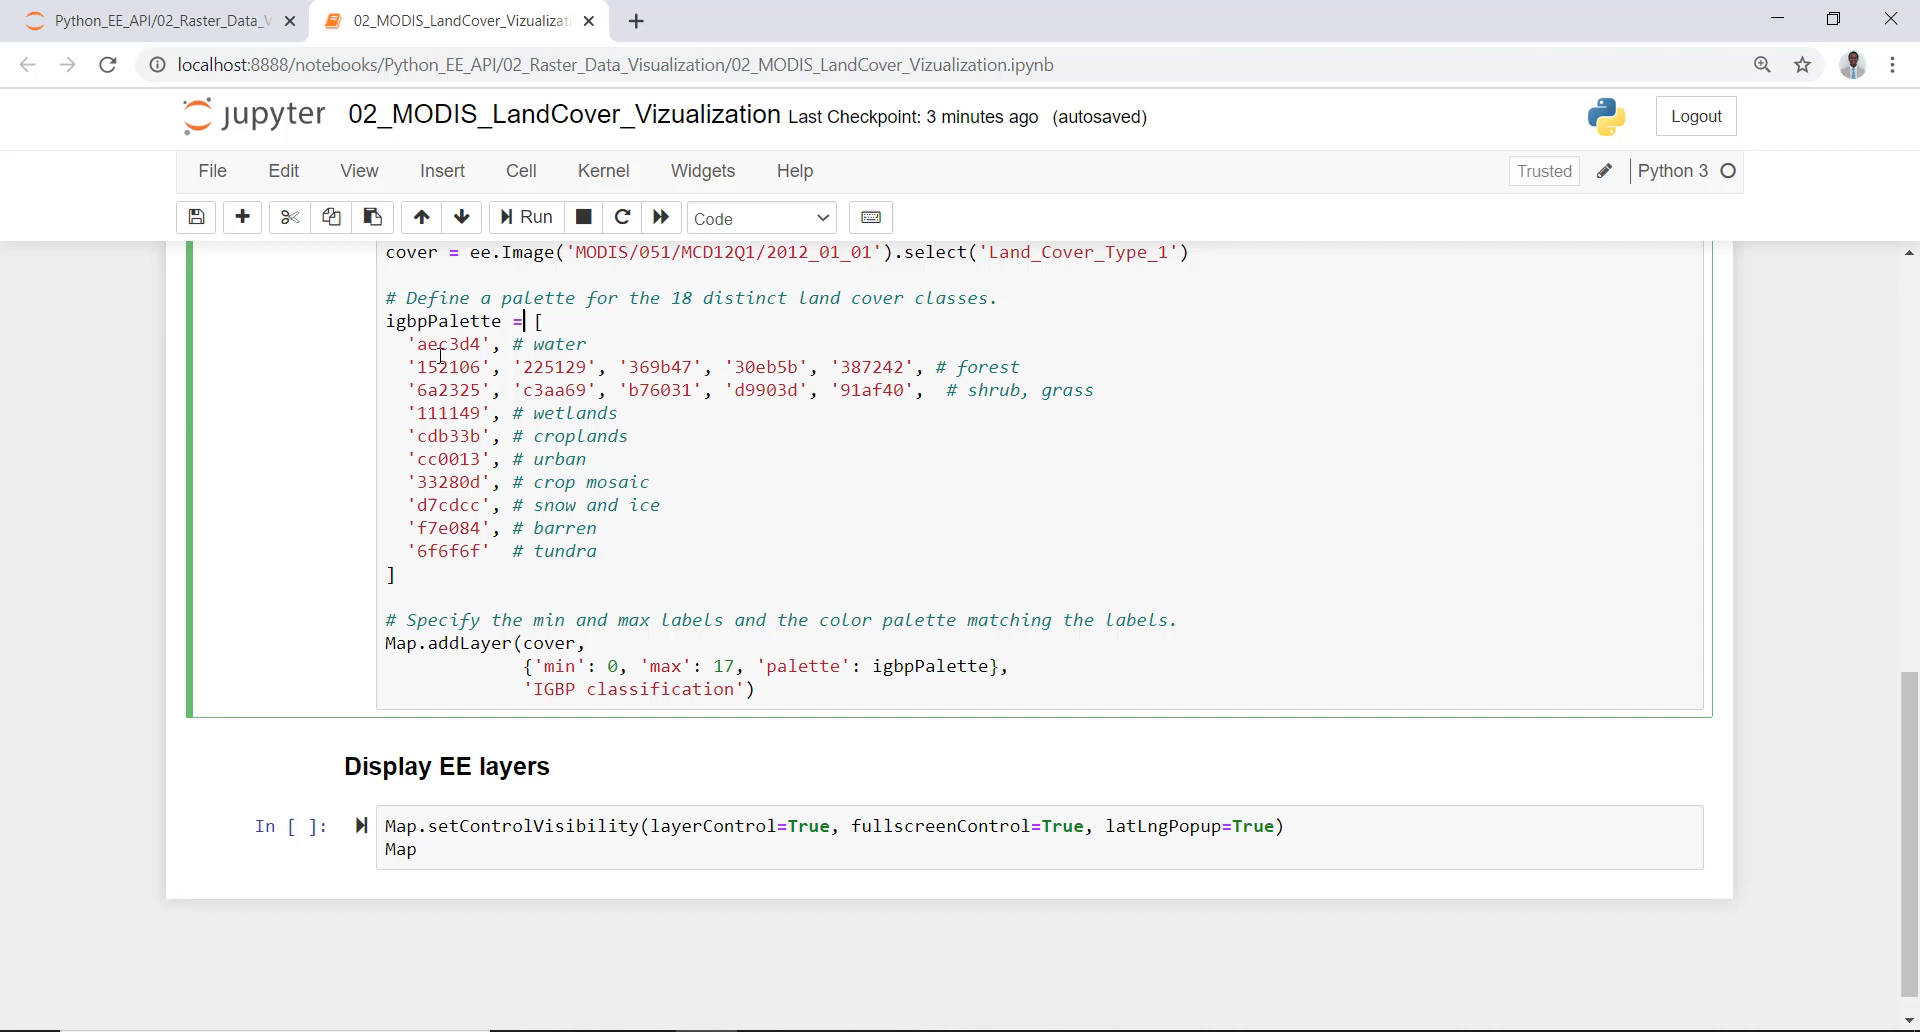 Python_EE_API/02_Raster_Data_V
02_MODIS_LandCover_Vizualizati
localhost:8888/notebooks/Python_EE_API/02_Raster_Data_Visualization/02_MODIS_LandCover_Vizualization.ipynb
jupyter 02_MODIS_LandCover_Vizualization Last Checkpoint: 3 minutes ago (autosaved)
Logout
File Edit View Insert Cell Kernel Widgets Help
Trusted Python 3
Run Code
cover = ee.Image('MODIS/051/MCD12Q1/2012_01_01').select('Land_Cover_Type_1')
# Define a palette for the 18 distinct land cover classes.
igbpPalette = [
'aec3d4', # water
'152106', '225129', '369b47', '30eb5b', '387242', # forest
'6a2325', 'c3aa69', 'b76031', 'd9903d', '91af40', # shrub, grass
'111149', # wetlands
'cdb33b', # croplands
'cc0013', # urban
'33280d', # crop mosaic
'd7cdcc', # snow and ice
'f7e084', # barren
'6f6f6f' # tundra
]
# Specify the min and max labels and the color palette matching the labels.
Map.addLayer(cover,
{'min': 0, 'max': 17, 'palette': igbpPalette},
'IGBP classification')
Display EE layers
In [ ]:
Map.setControlVisibility(layerControl=True, fullscreenControl=True, latLngPopup=True)
Map